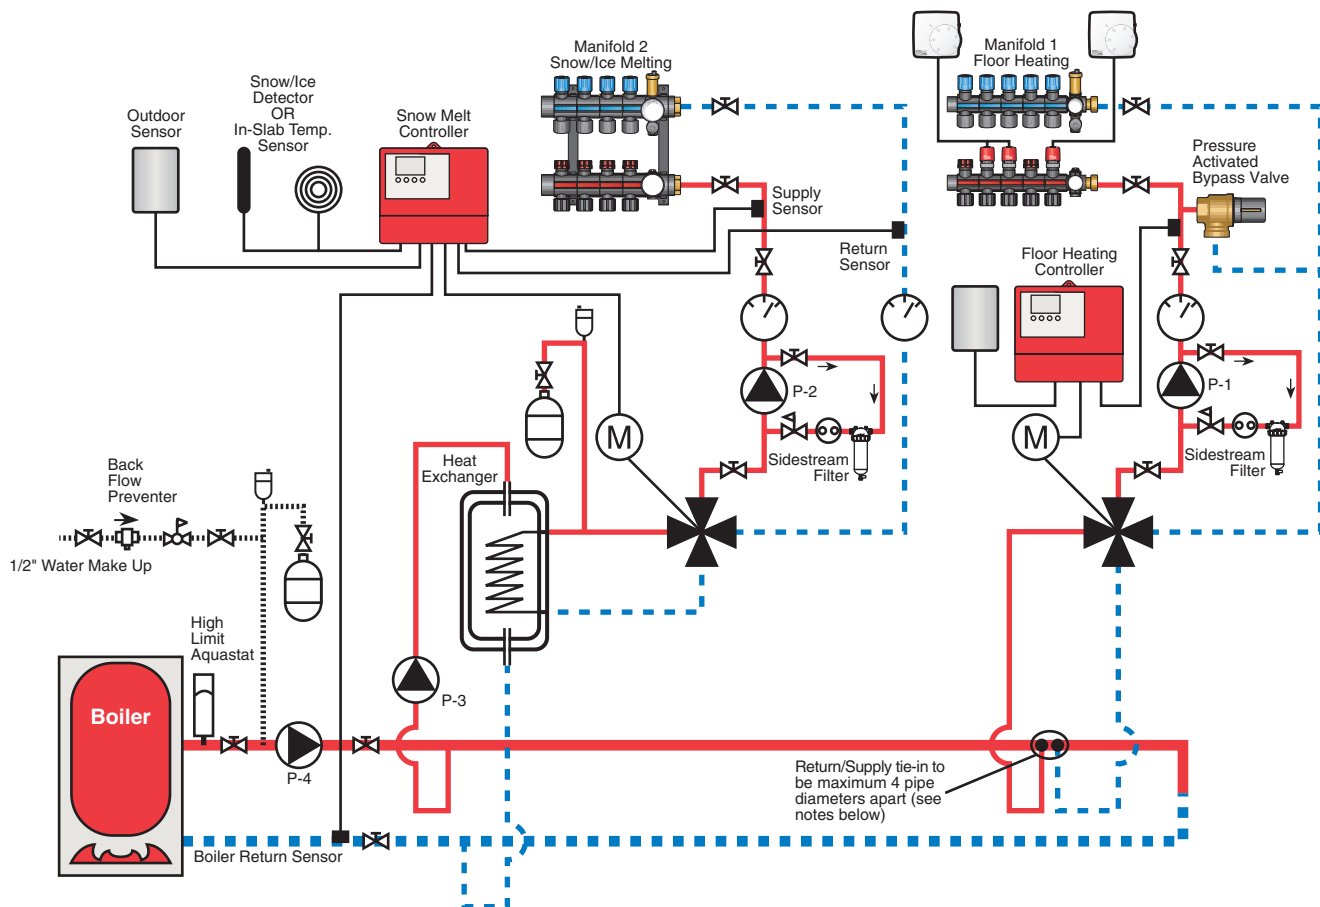 Manifold 2
Snow/Ice Melting
Manifold 1
Floor Heating
Snow/Ice
Detector
OR
In-Slab Temp.
Sensor
Outdoor
Sensor
Snow Melt
Controller
Pressure
Activated
Bypass Valve
Supply
Sensor
Return
Sensor
Floor Heating
Controller
P-2
P-1
M
M
Sidestream
Filter
Sidestream
Filter
Heat
Exchanger
Back
Flow
Preventer
1/2" Water Make Up
High
Limit
Aquastat
P-3
Boiler
P-4
Return/Supply tie-in to
be maximum 4 pipe
diameters apart (see
notes below)
Boiler Return Sensor